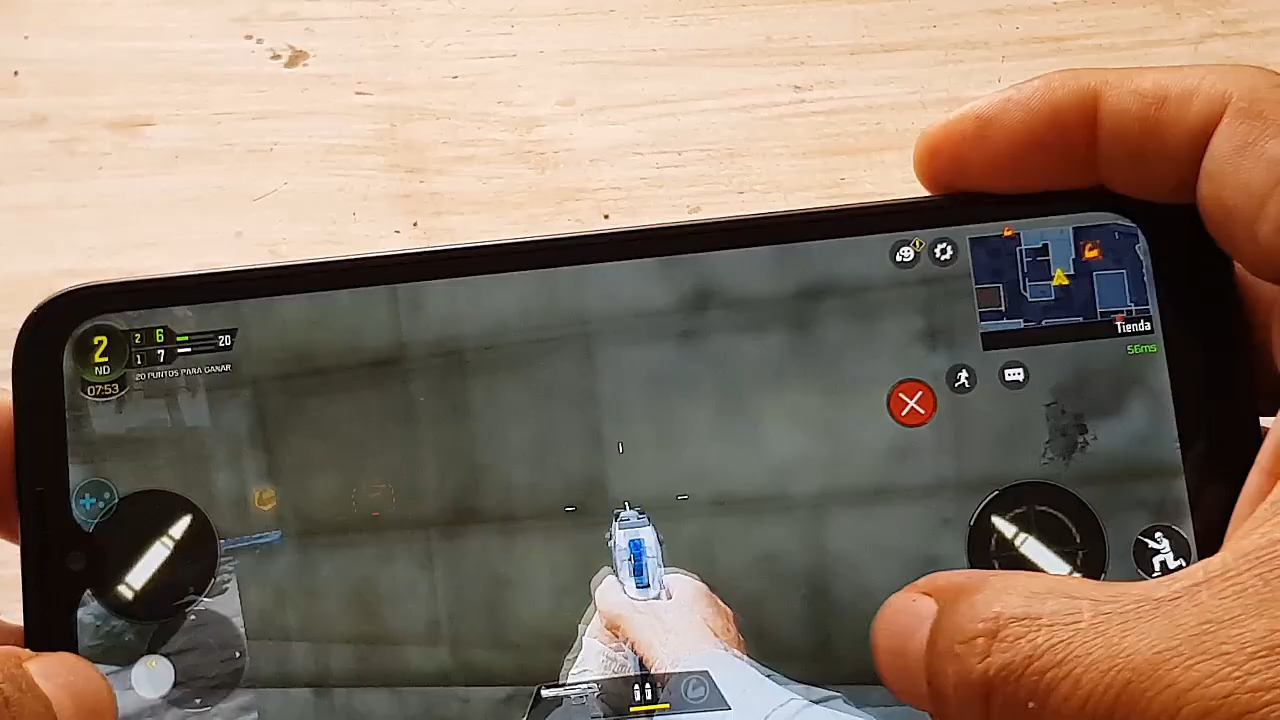 2
ND
07:53
2 6
20
1 7
20 PUNTOS PARA GANAR
Tienda
56ms